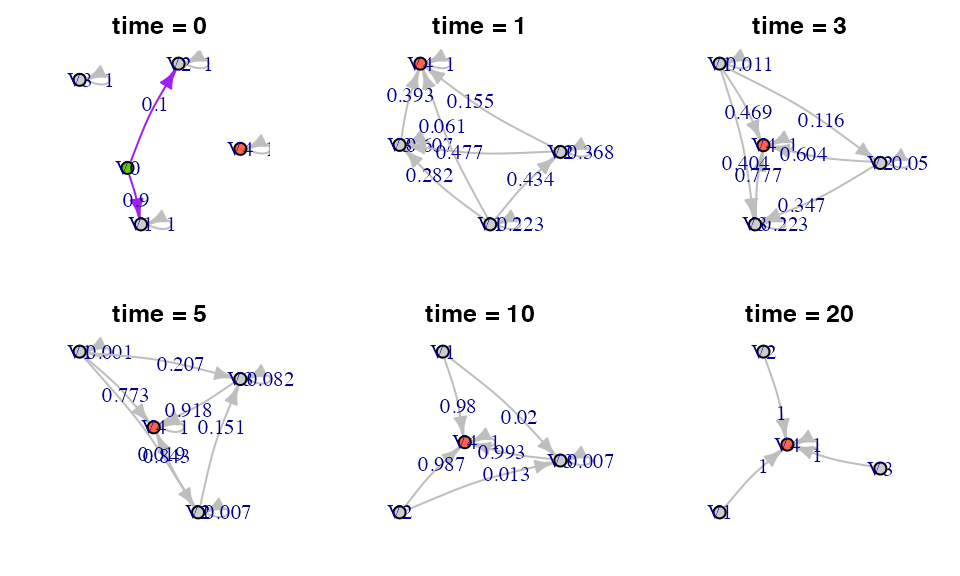 time = 0
V3 1
V2 1
0.1
V4 1
V0
0.9
V1 1
time = 1
V4 1
0.393
0.155
0.061
V3 0.607
0.477
V2 0.368
0.282
0.434
V1 0.223
time = 3
V1 0.011
0.469
0.116
V4 1
0.604
0.404
V2 0.05
0.777
0.347
V3 0.223
time = 5
V1 0.001
0.207
V3 0.082
0.773
0.918
V4 1
0.151
0.843
V2 0.007
time = 10
V1
0.98
0.02
V4 1
0.993
0.987
V3 0.007
0.013
V2
time = 20
V2
1
V4 1
1
1
V3
V1